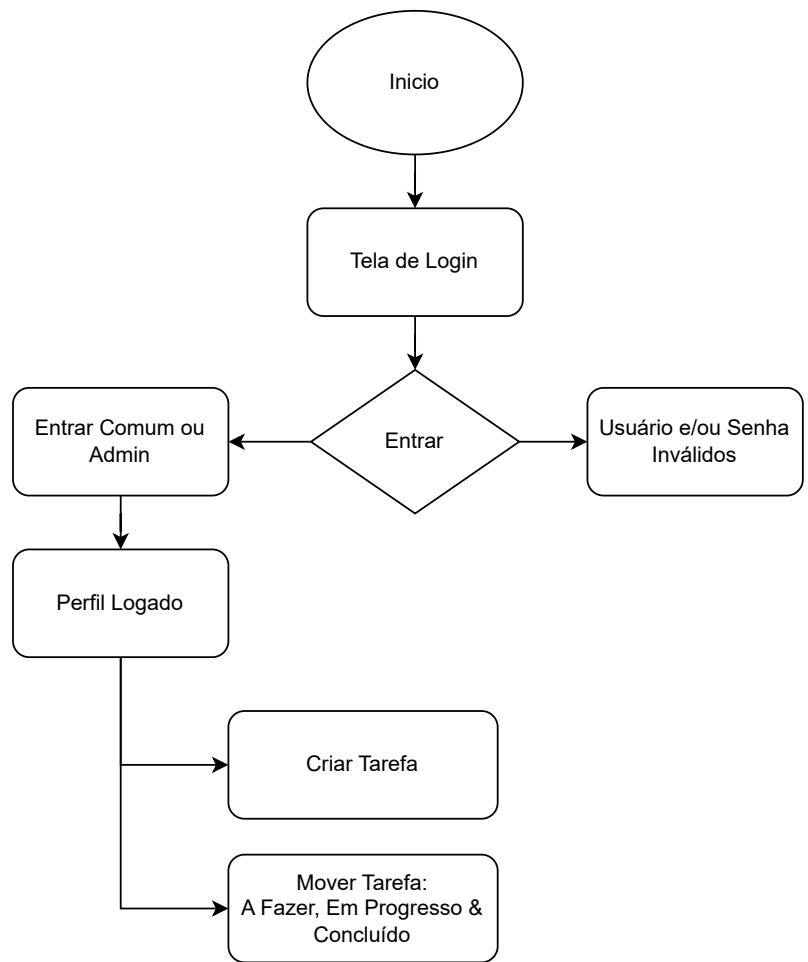 Inicio
Tela de Login
Entrar
Entrar Comum ou
Admin
Usuário e/ou Senha
Inválidos
Perfil Logado
Criar Tarefa
Mover Tarefa:
A Fazer, Em Progresso &
Concluído